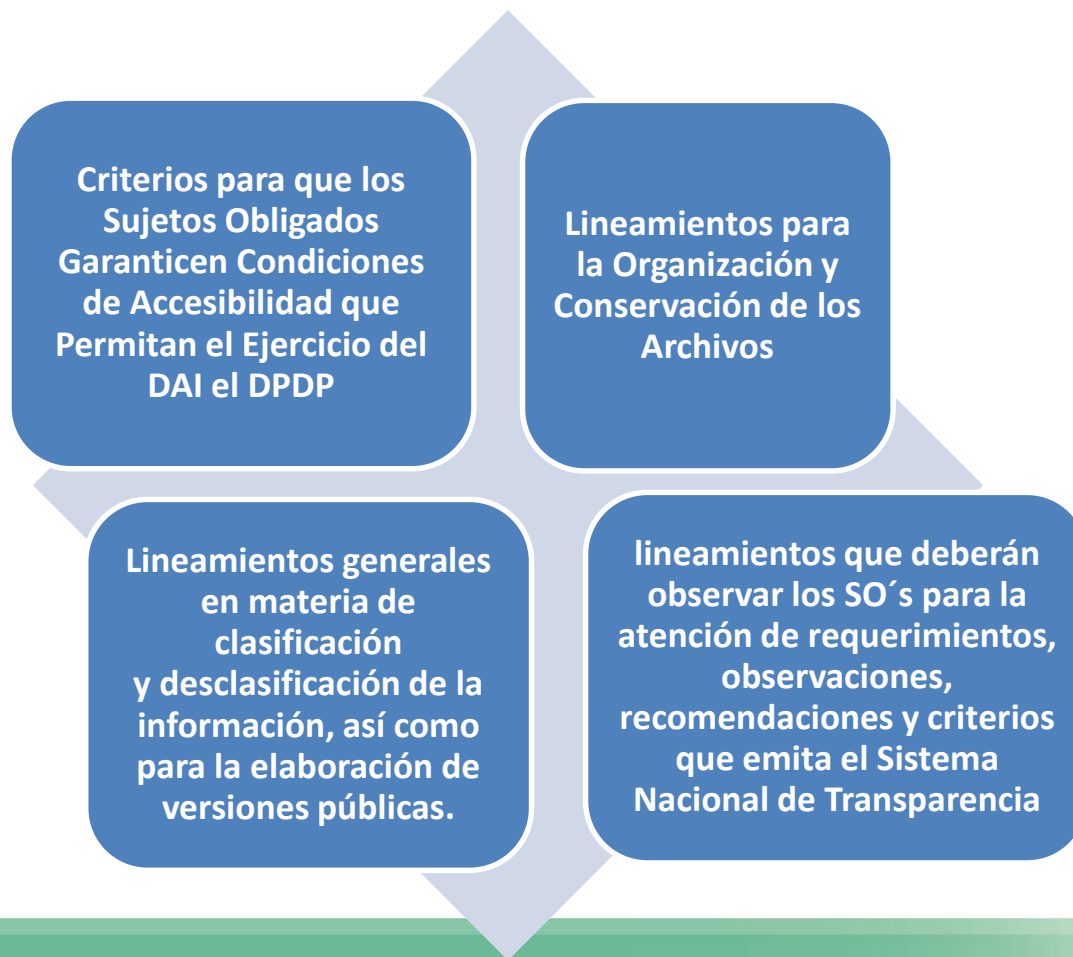 Criterios para que los
Sujetos Obligados
Garanticen Condiciones
de Accesibilidad que
Permitan el Ejercicio del
DAI el DPDP
Lineamientos para
la Organización y
Conservación de los
Archivos
Lineamientos generales
en materia de
clasificación
y desclasificación de la
información, así como
para la elaboración de
versiones públicas.
lineamientos que deberán
observar los SO´s para la
atención de requerimientos,
observaciones,
recomendaciones y criterios
que emita el Sistema
Nacional de Transparencia